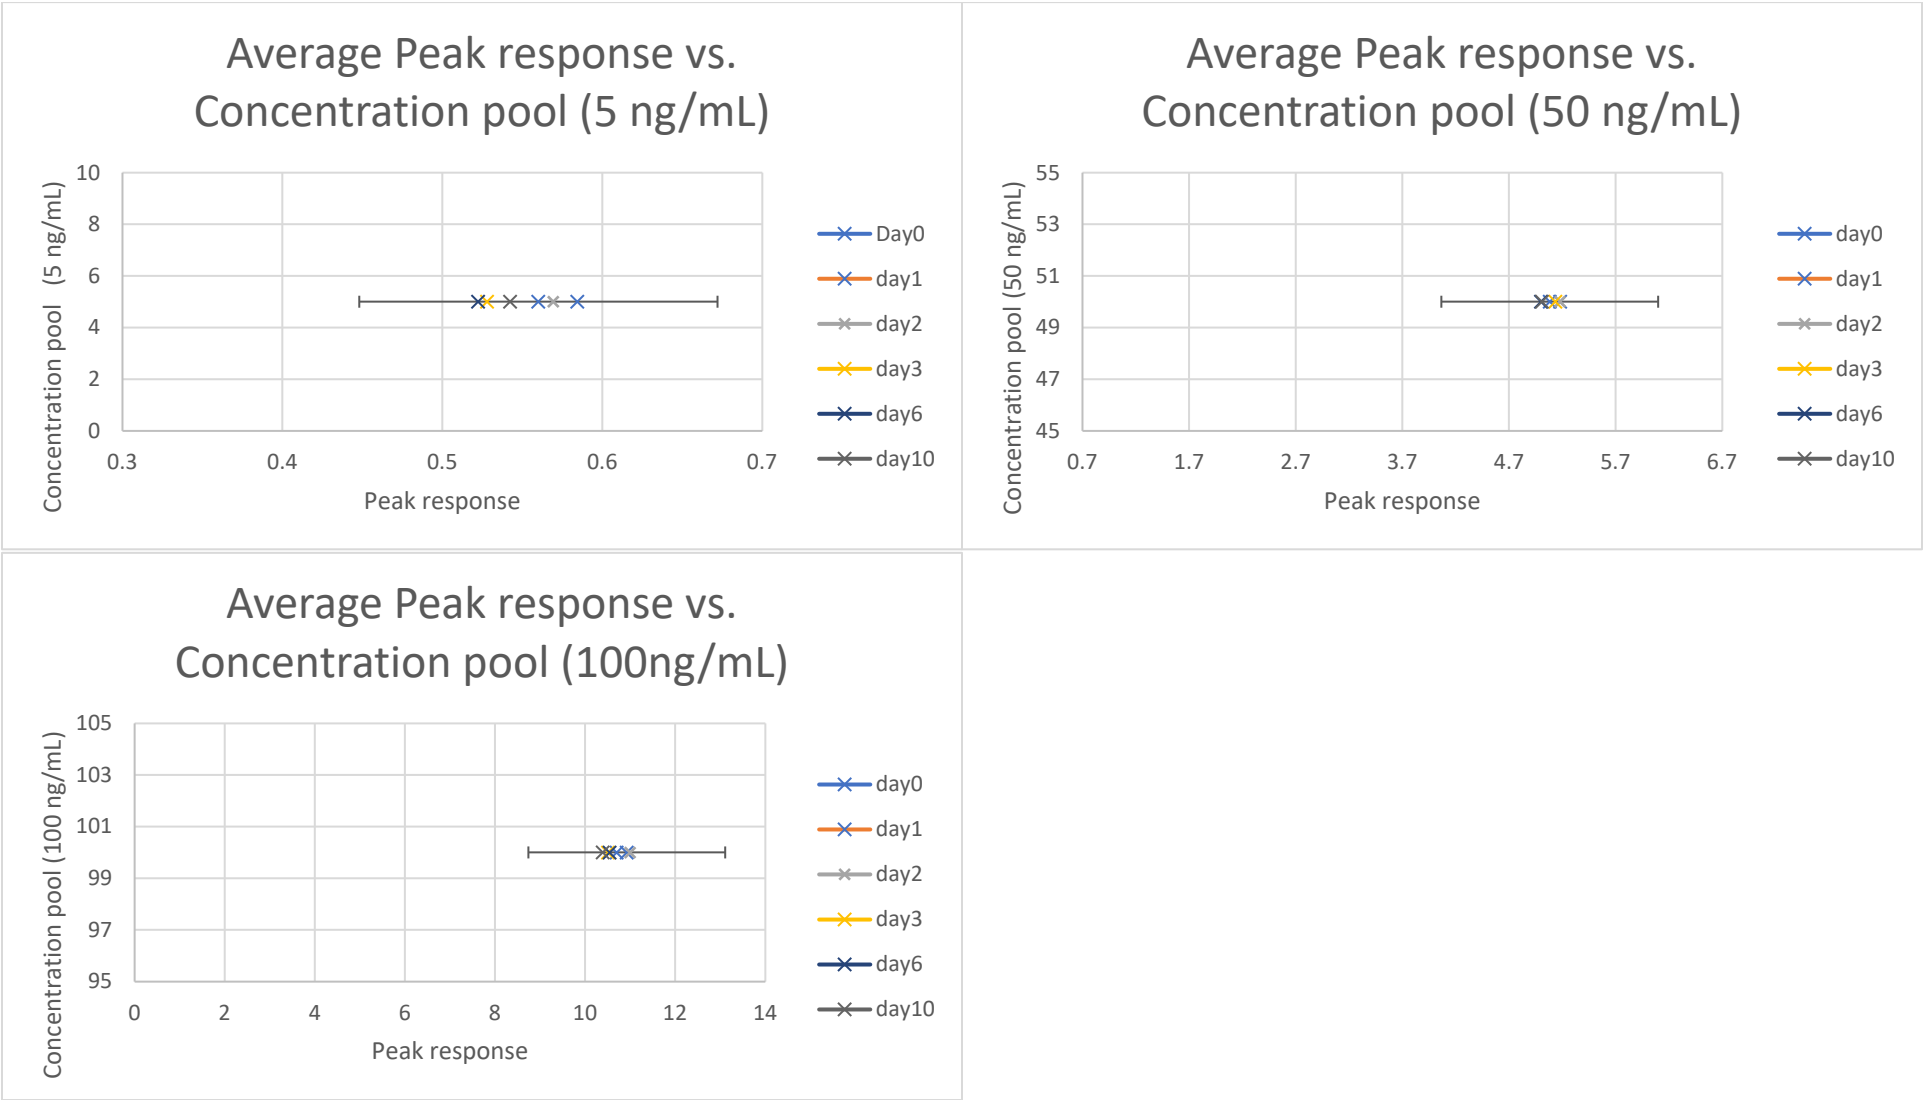 Average Peak response vs.
Concentration pool (5 ng/mL)
Concentration pool  (5 ng/mL)
10
8
6
4
2
0
0.3
0.4
0.5
0.6
0.7
Peak response
Day0
day1
day2
day3
day6
day10
Average Peak response vs.
Concentration pool (50 ng/mL)
Concentration pool (50 ng/mL)
55
53
51
49
47
45
0.7
1.7
2.7
3.7
4.7
5.7
6.7
Peak response
day0
day1
day2
day3
day6
day10
Average Peak response vs.
Concentration pool (100ng/mL)
Concentration pool (100 ng/mL)
105
103
101
99
97
95
0
2
4
6
8
10
12
14
Peak response
day0
day1
day2
day3
day6
day10